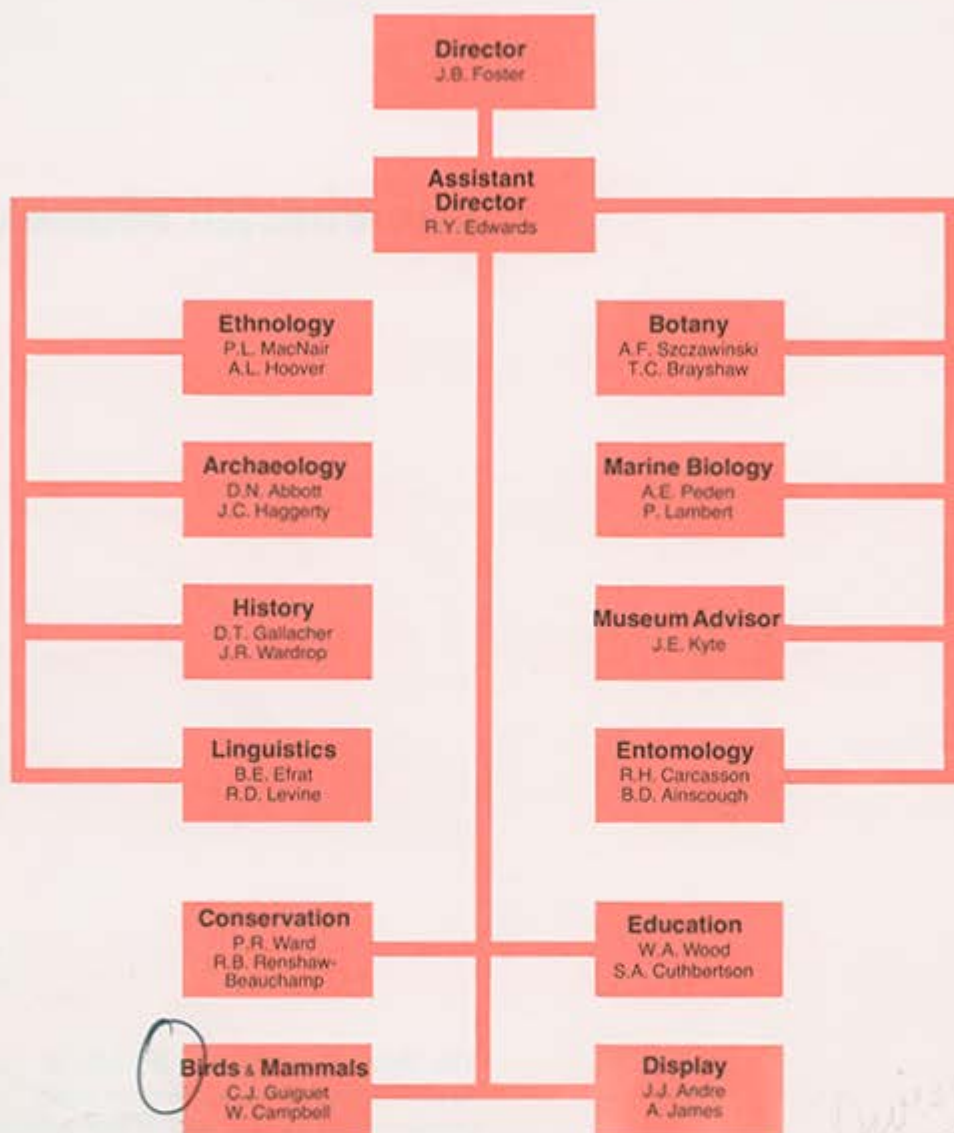 Director
J.B. Foster
Assistant
Director
R.Y. Edwards
Ethnology
P.L. MacNair
A.L. Hoover
Botany
A.F. Szczawinski
T.C. Brayshaw
Archaeology
D.N. Abbott
J.C. Haggerty
Marine Biology
A.E. Peden
P. Lambert
History
D.T. Gallacher
J.R. Wardrop
Museum Advisor
J.E. Kyte
Linguistics
B.E. Efrat
R.D. Levine
Entomology
R.H. Carcasson
B.D. Ainscough
Conservation
P.R. Ward
R.B. Renshaw-
Beauchamp
Education
W.A. Wood
S.A. Cuthbertson
Birds & Mammals
C.J. Guiguet
W. Campbell
Display
J.J. Andre
A. James